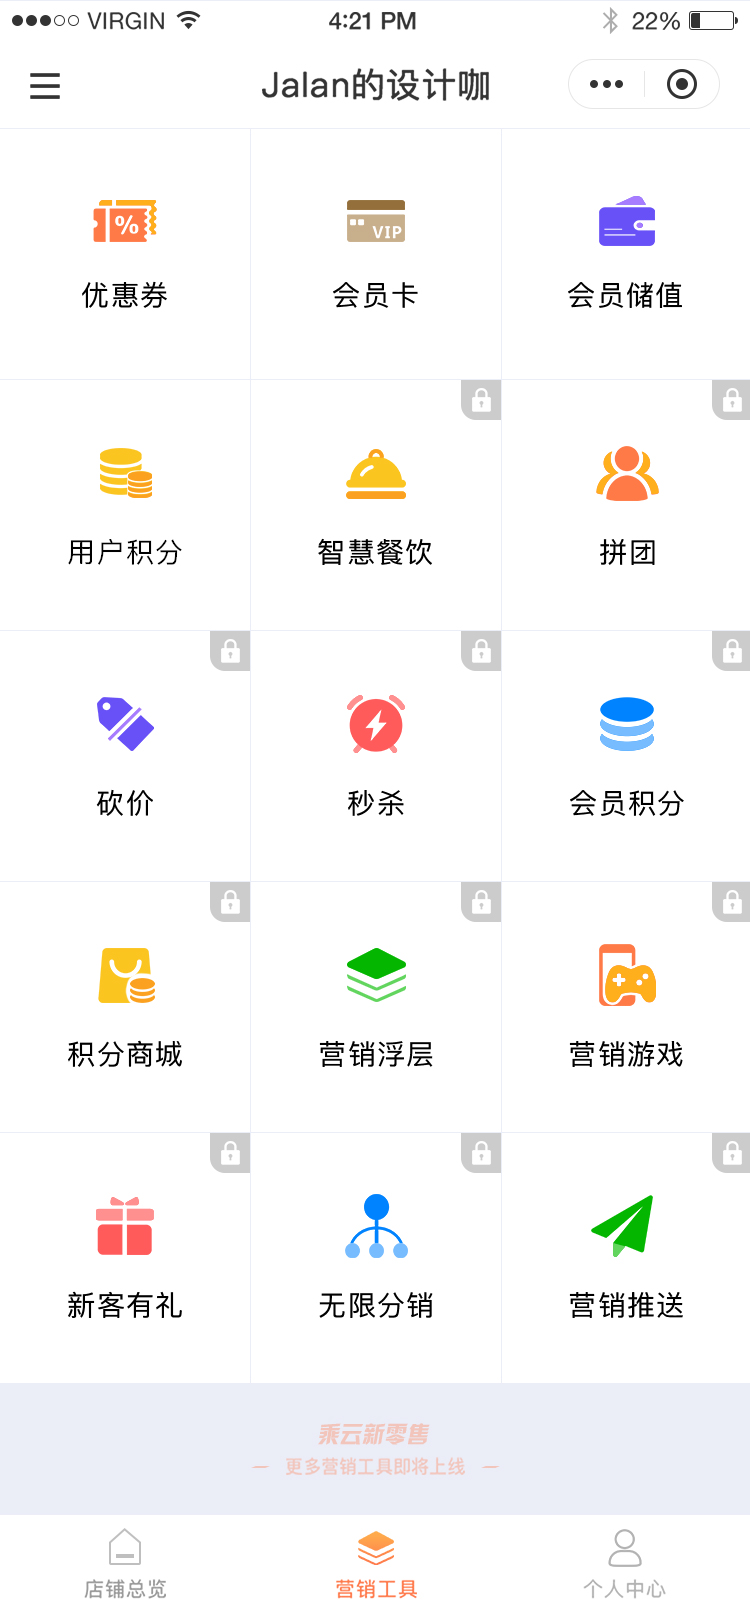 VIRGIN 4:21 PM 22%
Jalan的设计咖
%
VIP
优惠券 会员卡 会员储值
用户积分 智慧餐饮 拼团
砍价 秒杀 会员积分
积分商城 营销浮层 营销游戏
新客有礼 无限分销 营销推送
乘云新零售
一 更多营销工具即将上线 一
店铺总览 营销工具 个人中心